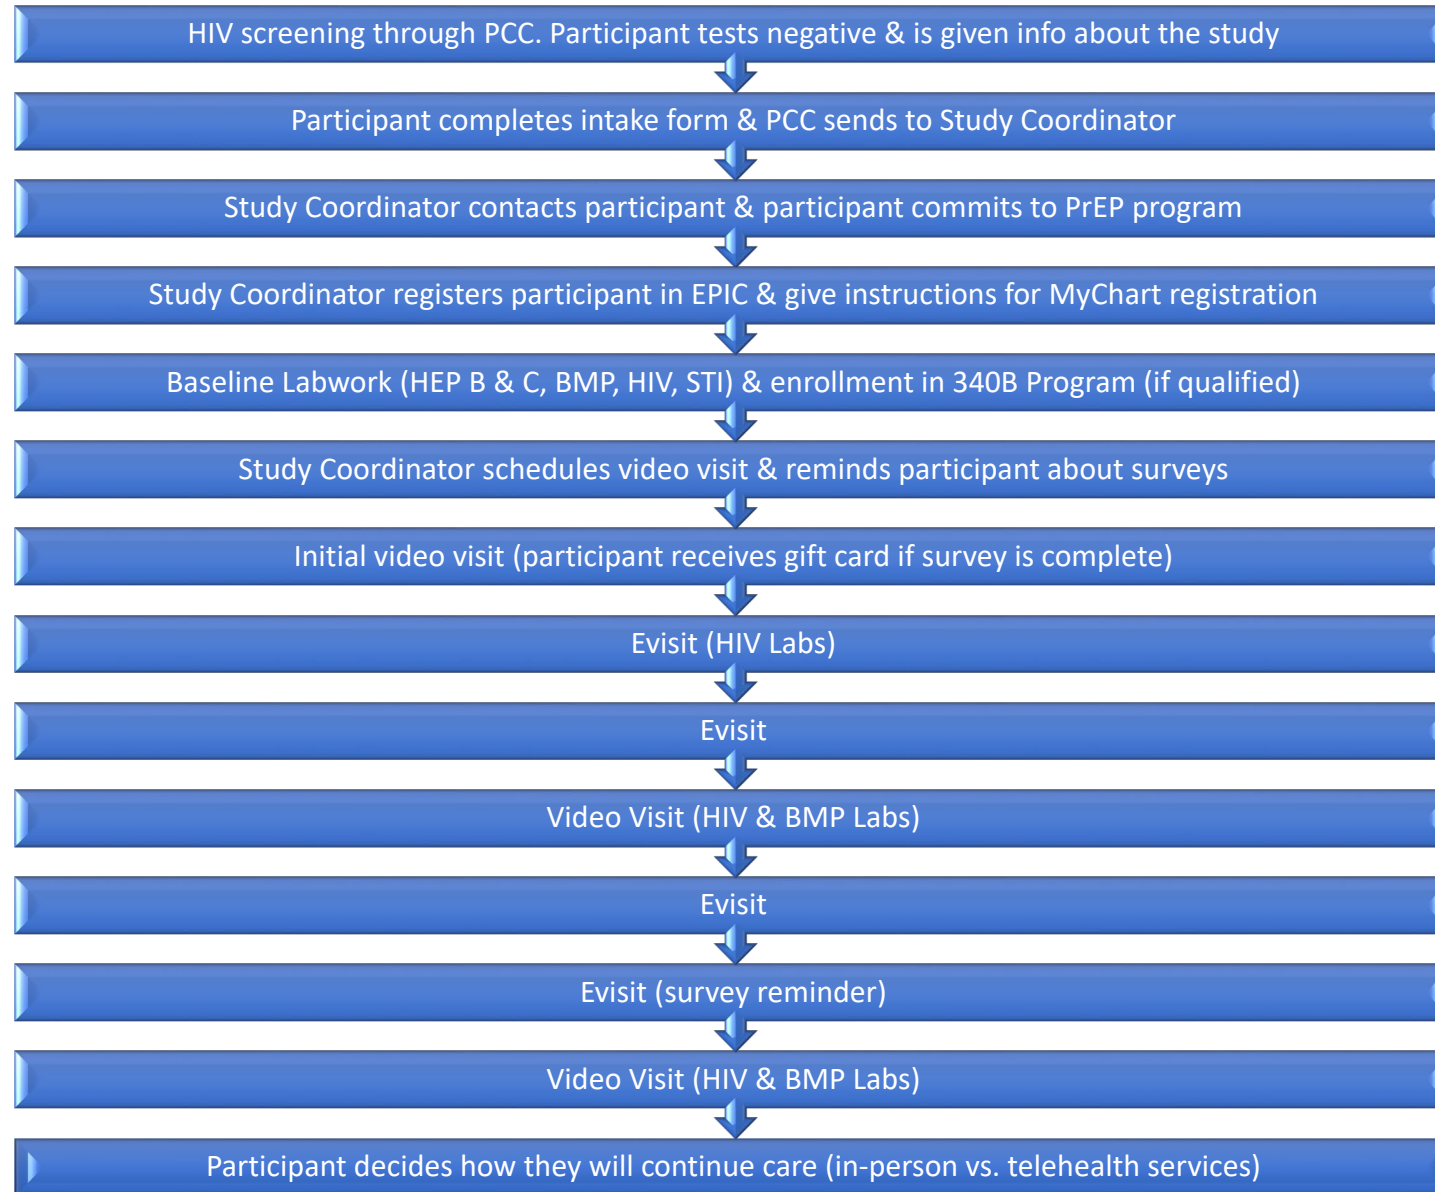 HIV screening through PCC. Participant tests negative & is given info about the study
Participant completes intake form & PCC sends to Study Coordinator
Study Coordinator contacts participant & participant commits to PrEP program
Study Coordinator registers participant in EPIC & give instructions for MyChart registration
Baseline Labwork (HEP B & C, BMP, HIV, STI) & enrollment in 340B Program (if qualified)
Study Coordinator schedules video visit & reminds participant about surveys
Initial video visit (participant receives gift card if survey is complete)
Evisit (HIV Labs)
Evisit
Video Visit (HIV & BMP Labs)
Evisit
Evisit (survey reminder)
Video Visit (HIV & BMP Labs)
Participant decides how they will continue care (in-person vs. telehealth services)